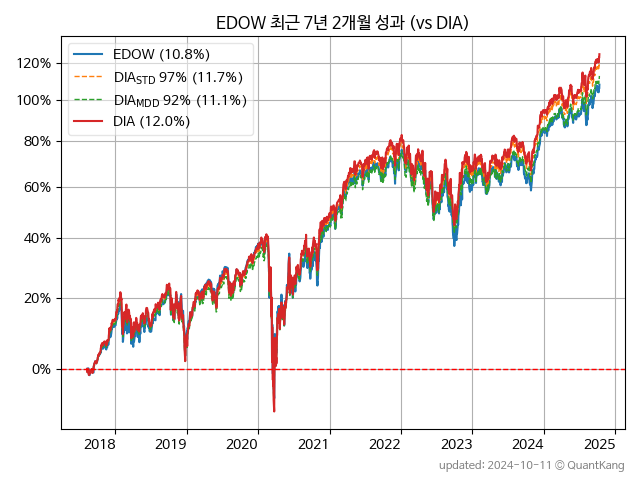 EDOW 최근 7년 2개월 성과 (vs DIA)
EDOW (10.8%)
DIA_STD 97% (11.7%)
DIA_MDD 92% (11.1%)
DIA (12.0%)
120%
100%
80%
60%
40%
20%
0%
2018 2019 2020 2021 2022 2023 2024 2025
updated: 2024-10-11 © QuantKang